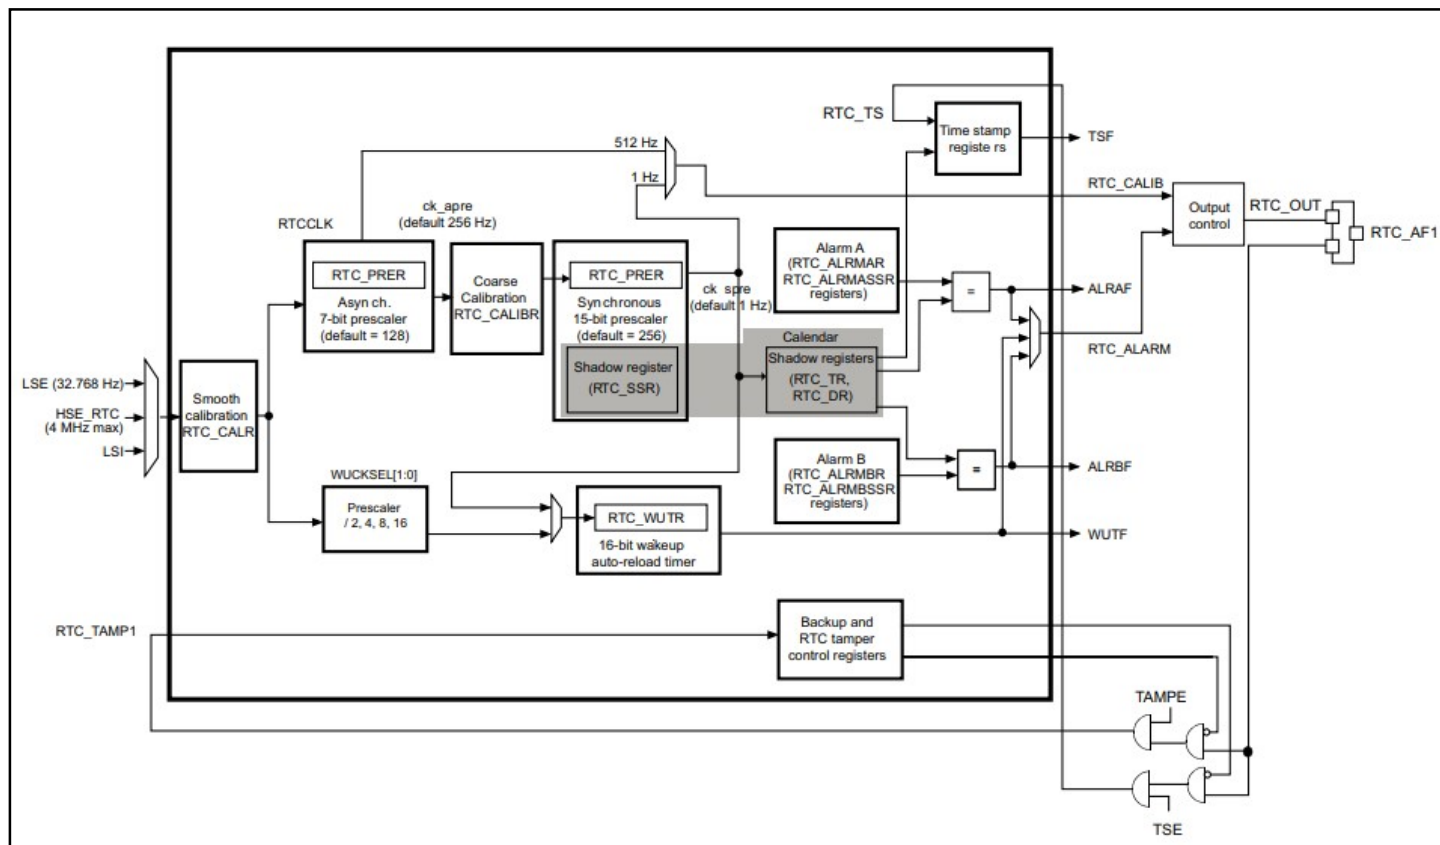 RTC_TS
Time stamp
registe rs
TSF
512 Hz
1 Hz
RTC_CALIB
Output
control
RTC_OUT
RTC_AF1
RTCCLK
ck_apre
(default 256 Hz)
RTC_PRER
Asyn ch.
7-bit prescaler
(default = 128)
Coarse
Calibration
RTC_CALIBR
RTC_PRER
Syn chronous
15-bit prescaler
(default = 256)
Shadow register
(RTC_SSR)
ck_spre
(default 1 Hz)
Alarm A
(RTC_ALRMAR
RTC_ALRMASSR
registers)
=
ALRAF
RTC_ALARM
Calendar
Shadow registers
(RTC_TR,
RTC_DR)
LSE (32.768 Hz)
HSE_RTC
(4 MHz max)
LSI
Smooth
calibration
RTC_CALR
Alarm B
(RTC_ALRMBR
RTC_ALRMBSSR
registers)
=
ALRBF
WUCKSEL[1:0]
Prescaler
/ 2, 4, 8, 16
RTC_WUTR
16-bit wakeup
auto-reload timer
WUTF
RTC_TAMP1
Backup and
RTC tamper
control registers
TAMPE
TSE